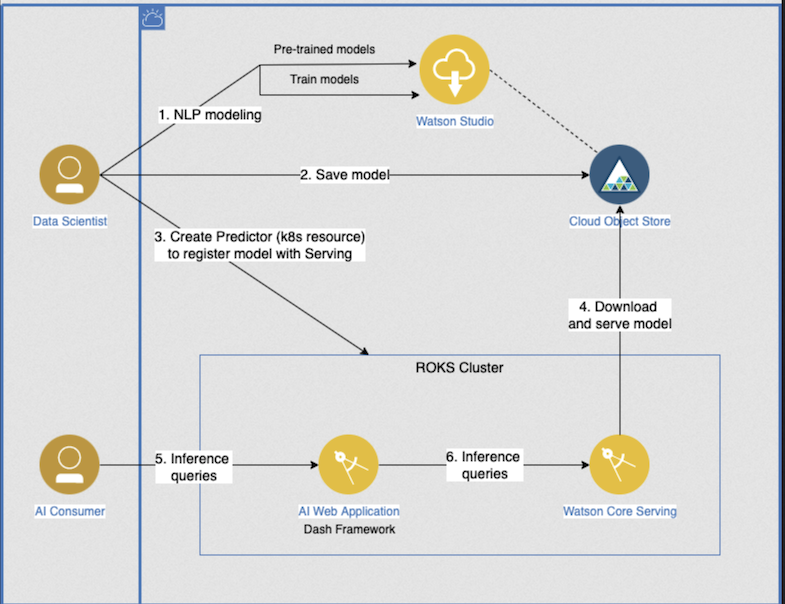 Pre-trained models
Train models
Watson Studio
1. NLP modeling
2. Save model
Data Scientist
Cloud Object Store
3. Create Predictor (k8s resource)
to register model with Serving
4. Download
and serve model
ROKS Cluster
5. Inference
queries
6. Inference
queries
AI Consumer
AI Web Application
Dash Framework
Watson Core Serving